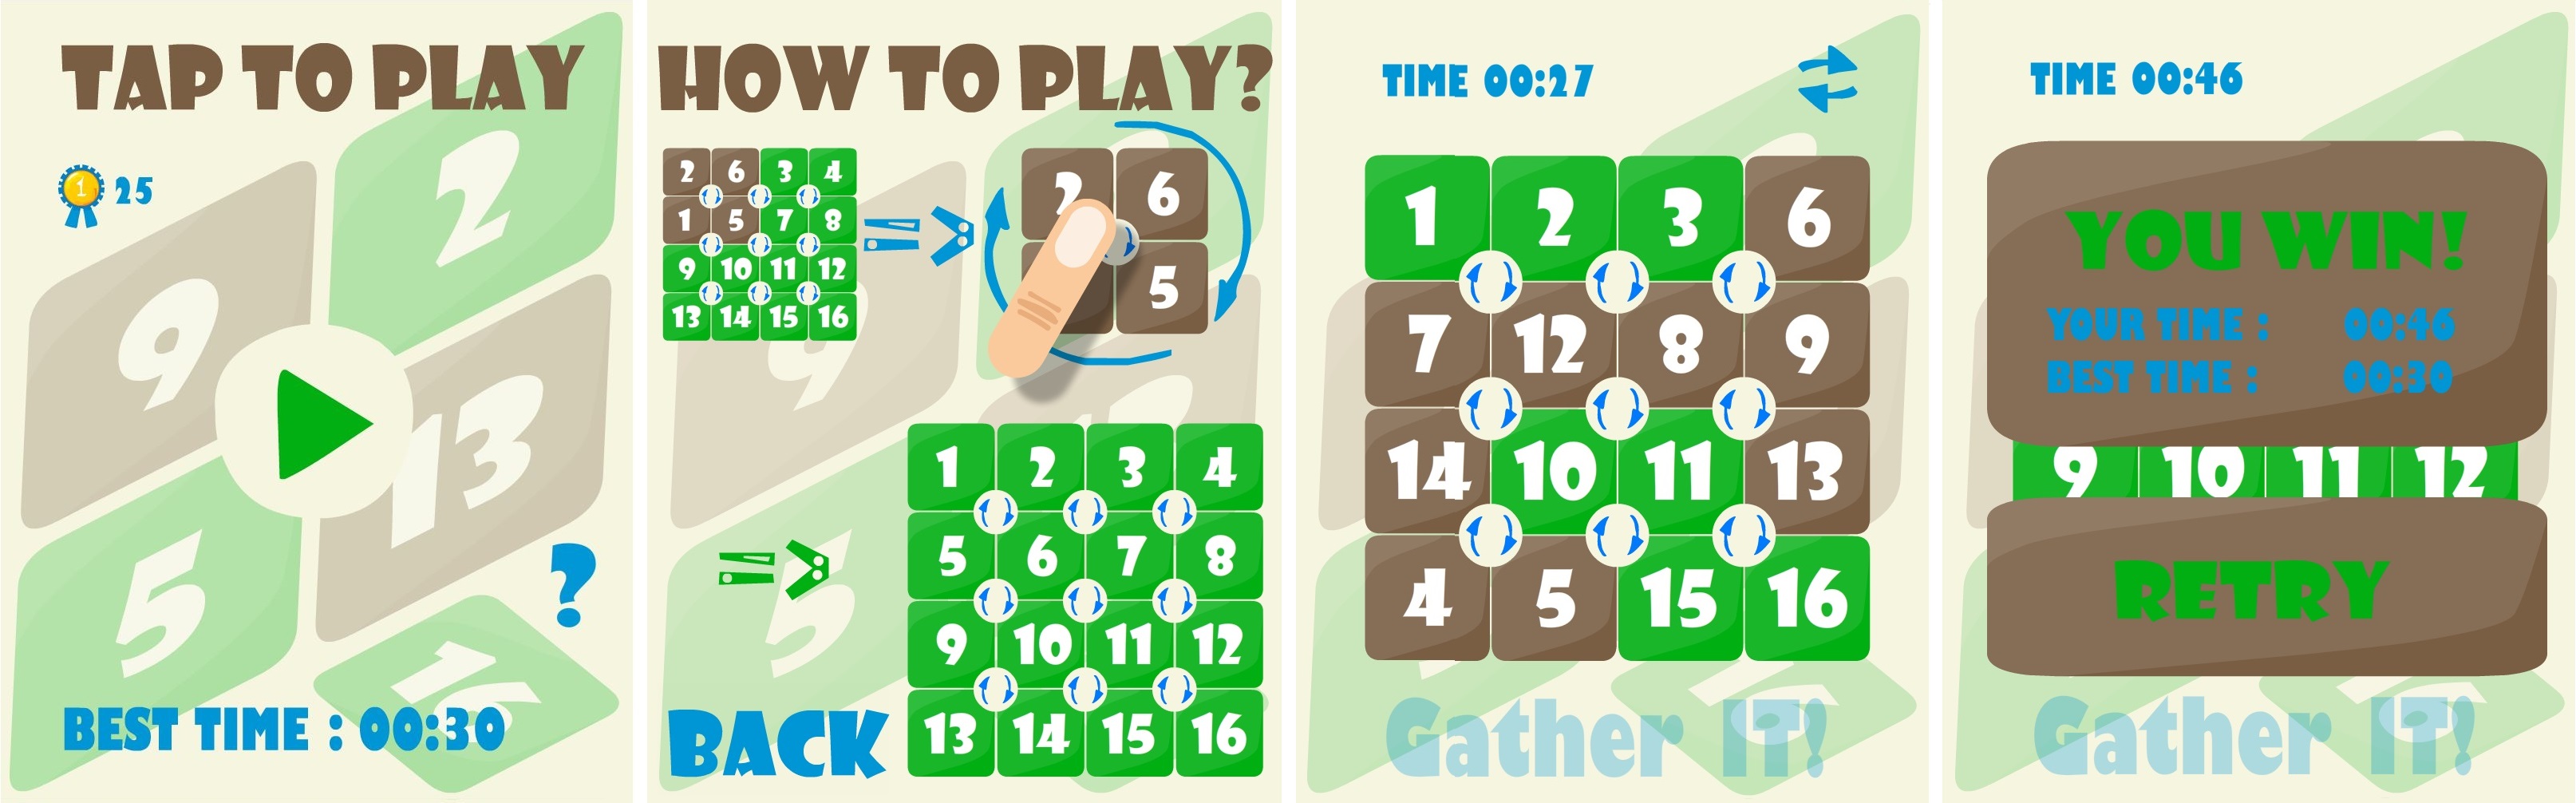 TAP TO PLAY
1 25
2
9
13
5
16
?
BEST TIME : 00:30
HOW TO PLAY?
2 6 3 4
1 5 7 8
9 10 11 12
13 14 15 16
=>
2 6
5
=>
1 2 3 4
5 6 7 8
9 10 11 12
13 14 15 16
BACK
TIME 00:27
1 2 3 6
7 12 8 9
14 10 11 13
4 5 15 16
Gather IT!
TIME 00:46
YOU WIN!
YOUR TIME : 00:46
BEST TIME : 00:30
9 10 11 12
RETRY
Gather IT!